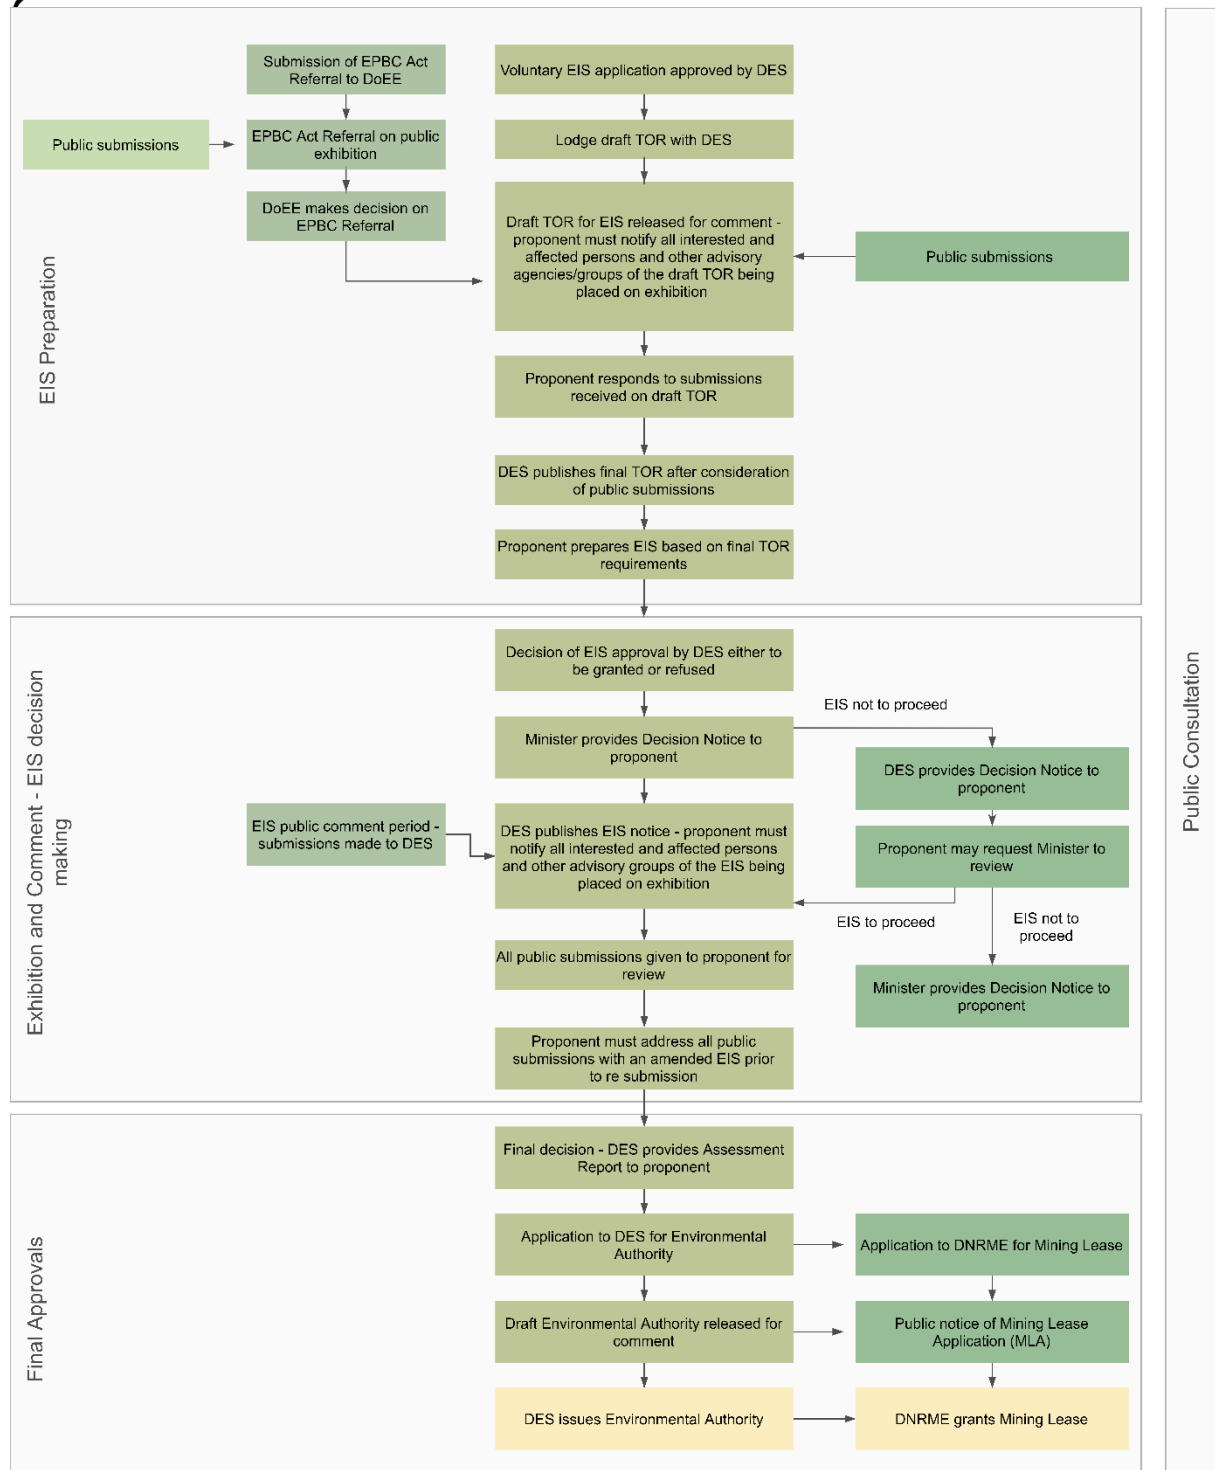 EIS Preparation
Submission of EPBC Act
Referral to DoEE
Public submissions
EPBC Act Referral on public
exhibition
DoEE makes decision on
EPBC Referral
Voluntary EIS application approved by DES
Lodge draft TOR with DES
Draft TOR for EIS released for comment -
proponent must notify all interested and
affected persons and other advisory
agencies/groups of the draft TOR being
placed on exhibition
Public submissions
Proponent responds to submissions
received on draft TOR
DES publishes final TOR after consideration
of public submissions
Proponent prepares EIS based on final TOR
requirements
Exhibition and Comment - EIS decision
making
Decision of EIS approval by DES either to
be granted or refused
Minister provides Decision Notice to
proponent
EIS not to proceed
DES provides Decision Notice to
proponent
Proponent may request Minister to
review
EIS to proceed
EIS not to
proceed
Minister provides Decision Notice to
proponent
EIS public comment period -
submissions made to DES
DES publishes EIS notice - proponent must
notify all interested and affected persons
and other advisory groups of the EIS being
placed on exhibition
All public submissions given to proponent for
review
Proponent must address all public
submissions with an amended EIS prior
to re submission
Final Approvals
Final decision - DES provides Assessment
Report to proponent
Application to DES for Environmental
Authority
Application to DNRME for Mining Lease
Draft Environmental Authority released for
comment
Public notice of Mining Lease
Application (MLA)
DES issues Environmental Authority
DNRME grants Mining Lease
Public Consultation